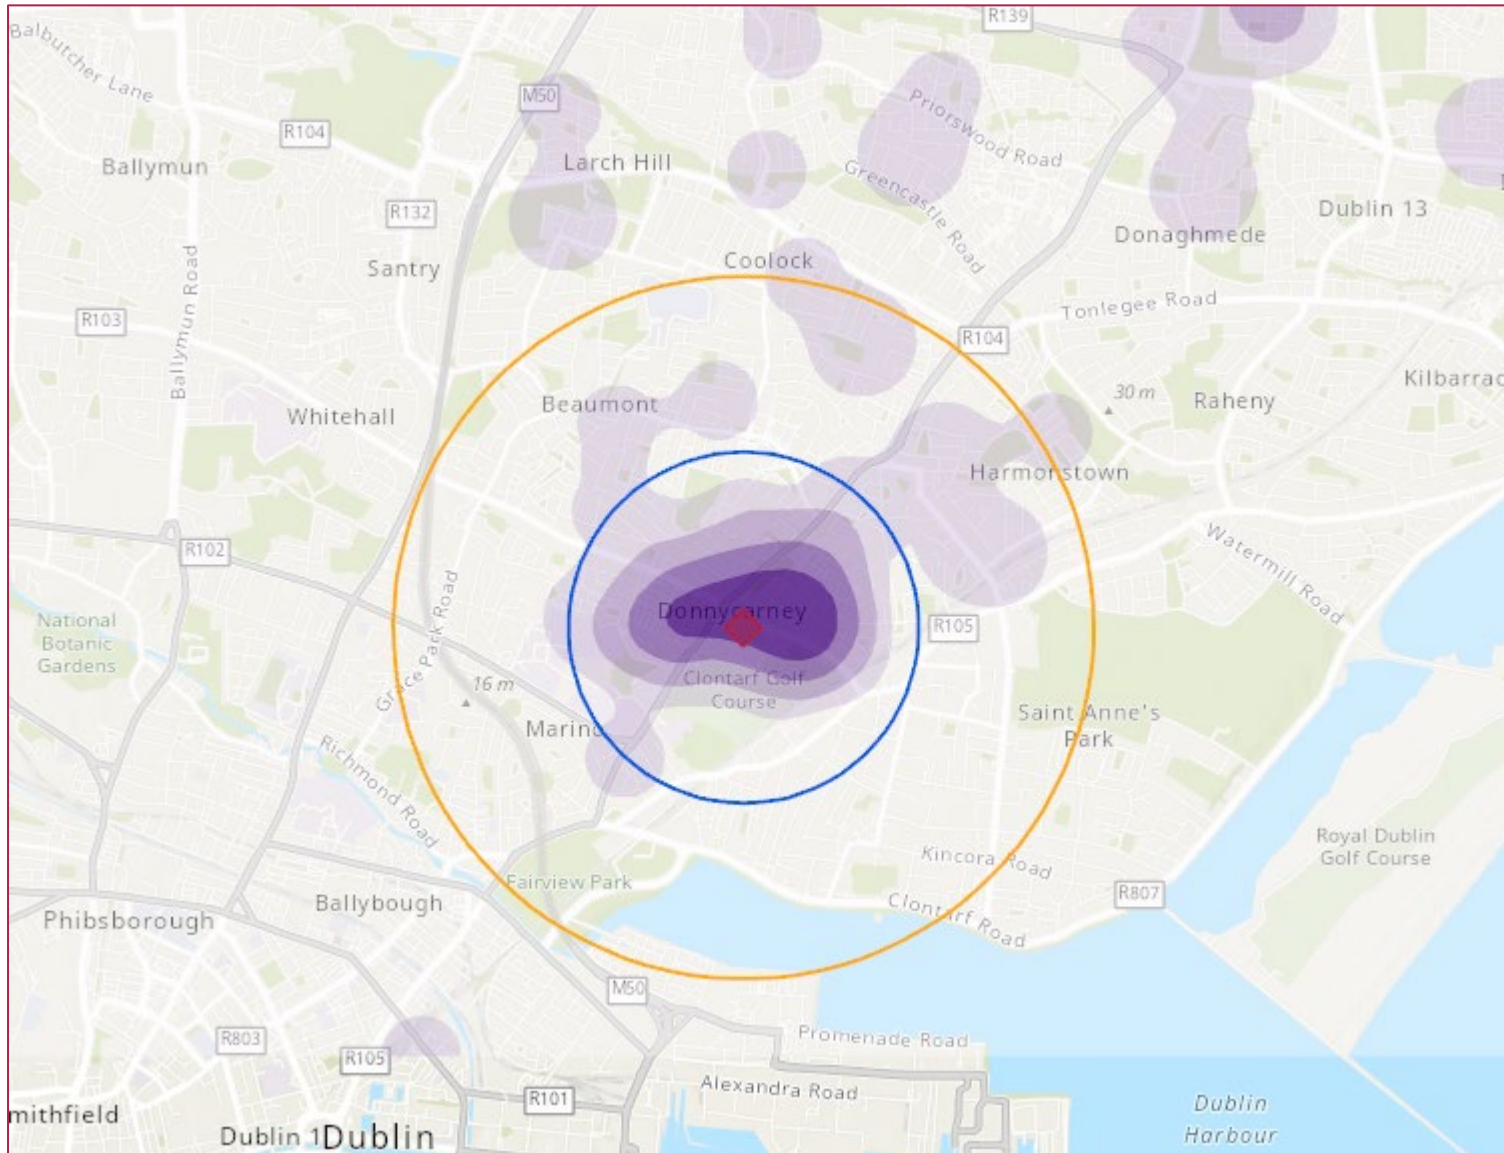 R139
Balbutcher Lane
M50
Priorswood Road
R104
Larch Hill
Ballymun
Greencastle Road
R132
Dublin 13
Donaghmede
Coolock
Santry
Ballymun Road
Tonlegee Road
R103
R104
Kilbarrac
30 m
Raheny
Beaumont
Whitehall
Harmonstown
Watermill Road
R102
Grace Park Road
National
Botanic
Gardens
Donnycarney
R105
16 m
Clontarf Golf
Course
Marino
Saint Anne's
Park
Richmond Road
Royal Dublin
Golf Course
Kincora Road
Fairview Park
R807
Ballybough
Clontarf Road
Phibsborough
M50
R803
Promenade Road
R105
Alexandra Road
R101
mithfield
Dublin
Harbour
Dublin 1
Dublin